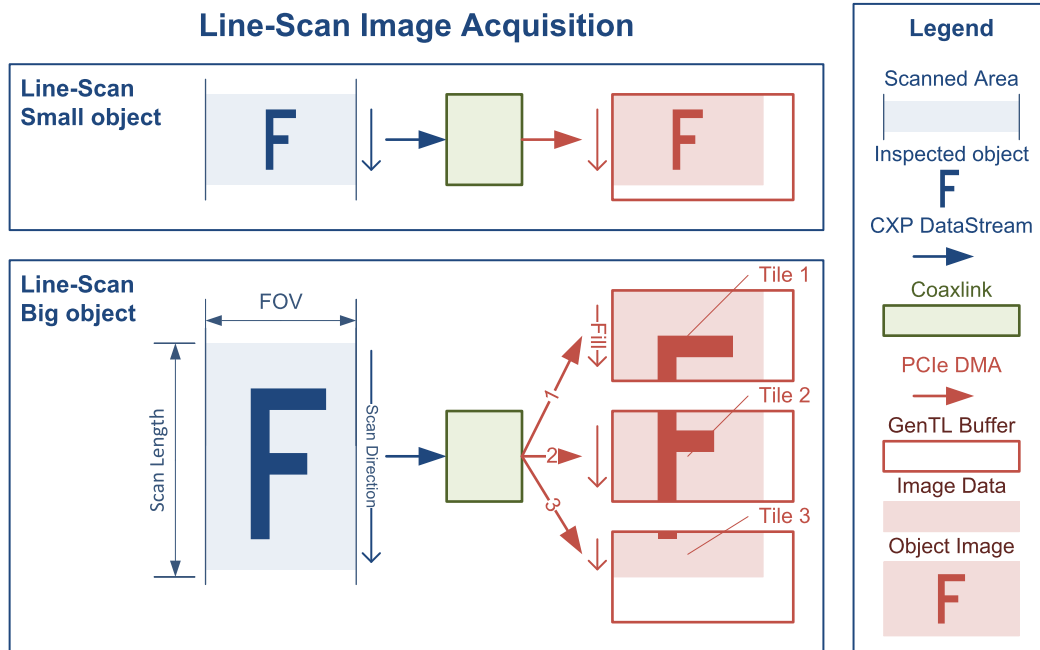 Line-Scan Image Acquisition
Line-Scan
Small object
F
F
Line-Scan
Big object
FOV
Scan Length
F
Scan Direction
1
2
3
Fill
Tile 1
Tile 2
Tile 3
Legend
Scanned Area
Inspected object
F
CXP DataStream
Coaxlink
PCIe DMA
GenTL Buffer
Image Data
Object Image
F